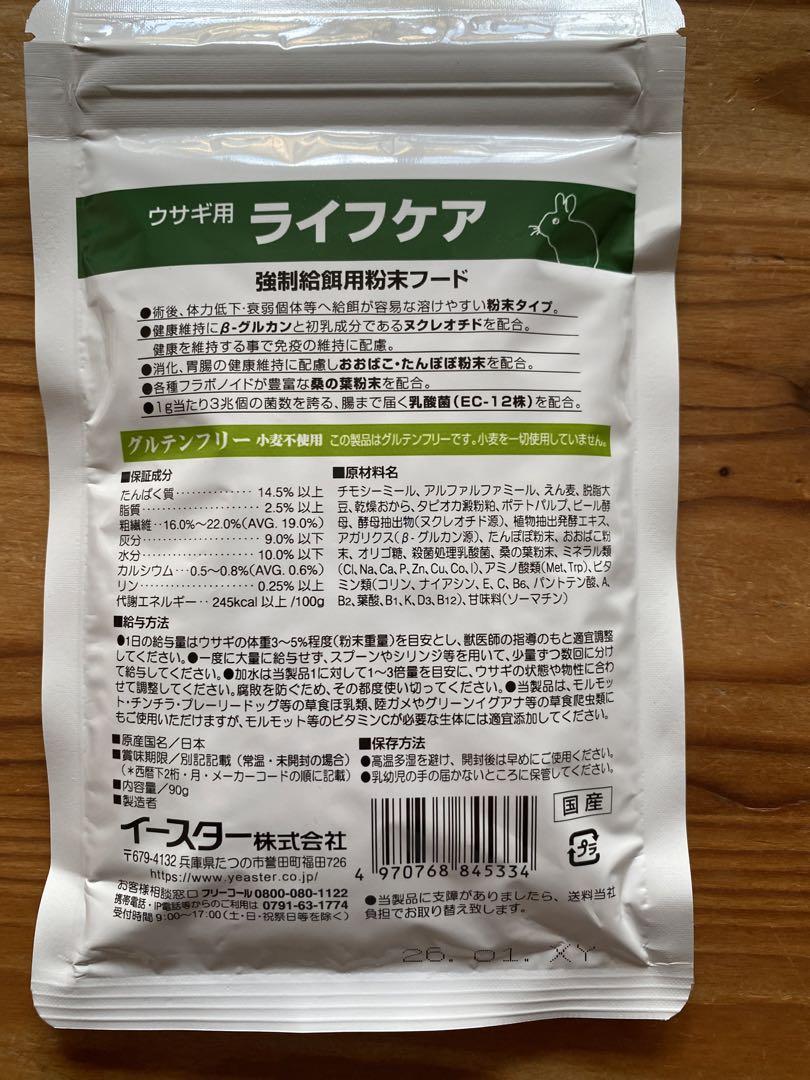 ウサギ用 ライフケア
強制給餌用粉末フード
●術後、体力低下・衰弱個体等へ給餌が容易な溶けやすい粉末タイプ。
●健康維持にβ-グルカンと初乳成分であるヌクレオチドを配合。
健康を維持する事で免疫の維持に配慮。
●消化、胃腸の健康維持に配慮しおおばこ・たんぽぽ粉末を配合。
●各種フラボノイドが豊富な桑の葉粉末を配合。
●1g当たり3兆個の菌数を誇る、腸まで届く乳酸菌(EC-12株)を配合。
グルテンフリー 小麦不使用 この製品はグルテンフリーです。小麦を一切使用していません。
■保証成分
たんぱく質‥‥‥‥‥‥‥ 14.5% 以上
脂質‥‥‥‥‥‥‥‥‥‥ 2.5% 以上
粗繊維‥16.0%～22.0%(AVG. 19.0%)
灰分‥‥‥‥‥‥‥‥‥‥ 9.0% 以下
水分‥‥‥‥‥‥‥‥‥‥ 10.0% 以下
カルシウム‥‥0.5～0.8%(AVG. 0.6%)
リン‥‥‥‥‥‥‥‥‥‥ 0.25% 以上
代謝エネルギー‥ 245kcal 以上 /100g
■原材料名
チモシーミール、アルファルファミール、えん麦、脱脂大
豆、乾燥おから、タピオカ澱粉粕、ポテトパルプ、ビール酵
母、酵母抽出物(ヌクレオチド源)、植物抽出発酵エキス、
アガリクス(β-グルカン源)、たんぽぽ粉末、おおばこ粉
末、オリゴ糖、殺菌処理乳酸菌、桑の葉粉末、ミネラル類
(Cl,Na,Ca,P,Zn,Cu,Co,I)、アミノ酸類(Met,Trp)、ビタ
ミン類(コリン、ナイアシン、E、C、B6、パントテン酸、A、
B2、葉酸、B1、K、D3、B12)、甘味料(ソーマチン)
■給与方法
●1日の給与量はウサギの体重3～5%程度(粉末重量)を目安とし、獣医師の指導のもと適宜調整
してください。●一度に大量に給与せず、スプーンやシリンジ等を用いて、少量ずつ数回に分け
て給与してください。●加水は当製品1に対して1～3倍量を目安に、ウサギの状態や物性に合わ
せて調整してください。腐敗を防ぐため、その都度使い切ってください。●当製品は、モルモッ
ト・チンチラ・プレーリードッグ等の草食ほ乳類、陸ガメやグリーンイグアナ等の草食爬虫類に
もご使用いただけますが、モルモット等のビタミンCが必要な生体には適宜添加してください。
■原産国名／日本
■賞味期限／別記記載(常温・未開封の場合)
(＊西暦下2桁・月・メーカーコードの順に記載)
■内容量／90g
■製造者
イースター株式会社
〒679-4132 兵庫県たつの市誉田町福田726
https://www.yeaster.co.jp/
お客様相談窓口 フリーコール0800-080-1122
携帯電話・IP電話等からのご利用は 0791-63-1774
受付時間 9:00～17:00(土・日・祝祭日等を除く)
■保存方法
●高温多湿を避け、開封後は早めにご使用ください。
●乳幼児の手の届かないところに保管してください。
国産
プラ
4 970768 845334
●当製品に支障がありましたら、送料当社
負担でお取り替え致します。
26. 01. XY